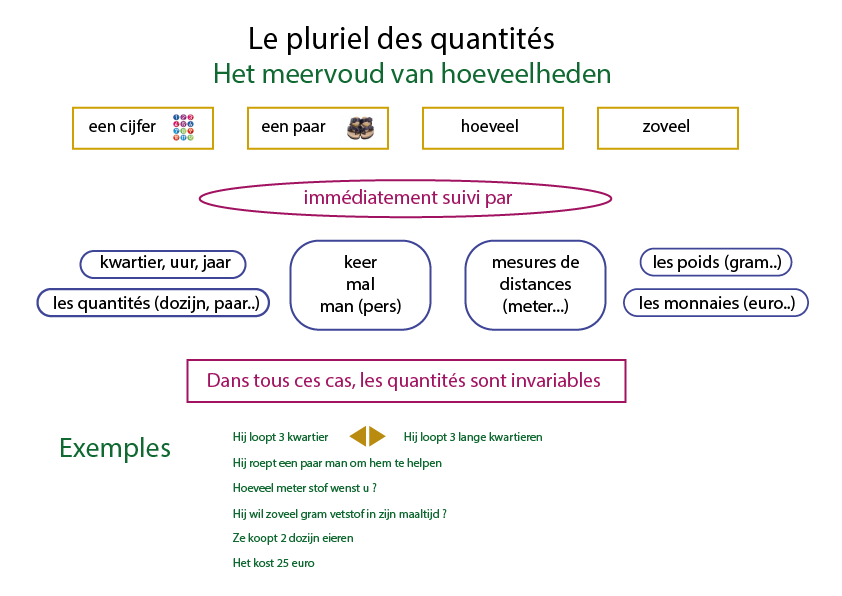 Le pluriel des quantités
Het meervoud van hoeveelheden
een cijfer
een paar
hoeveel
zoveel
immédiatement suivi par
kwartier, uur, jaar
les quantités (dozijn, paar..)
keer
mal
man (pers)
mesures de
distances
(meter...)
les poids (gram..)
les monnaies (euro..)
Dans tous ces cas, les quantités sont invariables
Exemples
Hij loopt 3 kwartier
Hij loopt 3 lange kwartieren
Hij roept een paar man om hem te helpen
Hoeveel meter stof wenst u ?
Hij wil zoveel gram vetstof in zijn maaltijd ?
Ze koopt 2 dozijn eieren
Het kost 25 euro